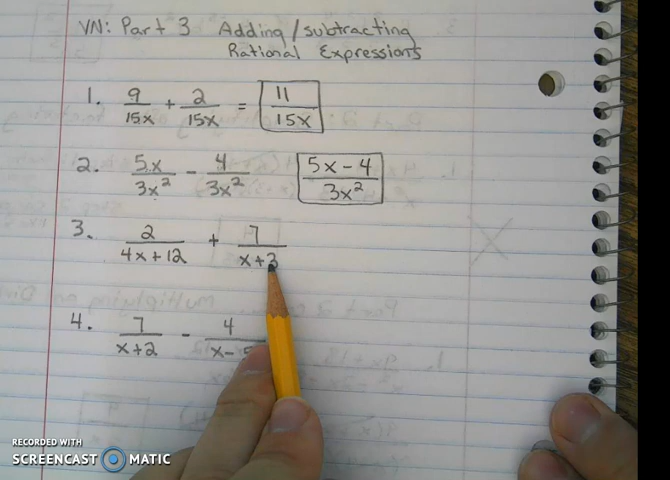 VN: Part 3 Adding/subtracting
Rational Expressions
1. 9/15x + 2/15x = 11/15x
2. 5x/3x² - 4/3x² 5x-4/3x²
3. 2/4x+12 + 7/x+3
4. 7/x+2 - 4/x-
RECORDED WITH
SCREENCAST MATIC